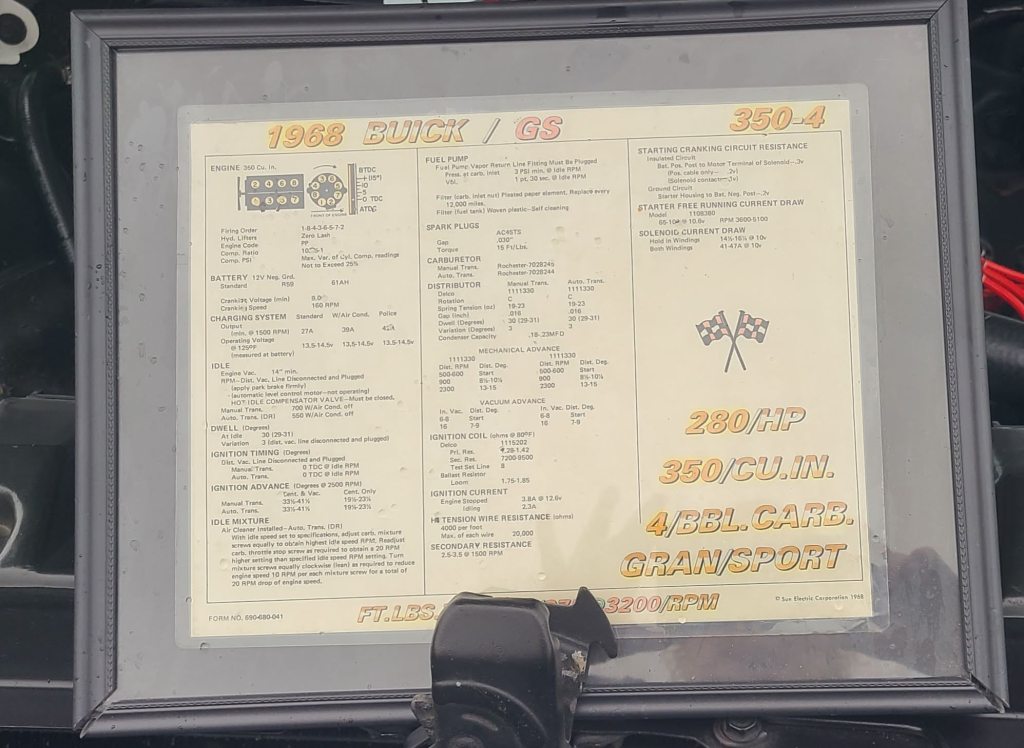 1968 BUICK / GS 350-4
ENGINE 350 Cu. In.
BTDC
(15°)
10
5
0 TDC
ATDC
2 4 6 8
1 3 5 7
FRONT OF ENGINE
Firing Order 1-8-4-3-6-5-7-2
Hyd. Lifters Zero Lash
Engine Code PP
Comp. Ratio
Comp. PSI Max. Var. of Cyl. Comp. readings
Not to Exceed 25%
BATTERY 12V Neg. Grd.
Standard R59 61AH
Cranking Voltage (min) 9.0
Cranking Speed 160 RPM
CHARGING SYSTEM Standard W/Air Cond. Police
Output
(min. @ 1500 RPM) 27A 39A
Operating Voltage
@ 125°F 13.5-14.5v 13.5-14.5v 13.5-14.5v
(measured at battery)
IDLE
Engine Vac. 14" min.
RPM—Dist. Vac. Line Disconnected and Plugged
(apply park brake firmly)
(automatic level control motor—not operating)
HOT IDLE COMPENSATOR VALVE—Must be closed.
Manual Trans. 700 W/Air Cond. off
Auto. Trans. (DR) 550 W/Air Cond. off
DWELL (Degrees)
At Idle 30 (29-31)
Variation 3 (dist. vac. line disconnected and plugged)
IGNITION TIMING (Degrees)
Dist. Vac. Line Disconnected and Plugged
Manual Trans. 0 TDC @ Idle RPM
Auto. Trans. 0 TDC @ Idle RPM
IGNITION ADVANCE (Degrees @ 2500 RPM)
Cent. & Vac. Cent. Only
Manual Trans. 33½-41½ 19½-23½
Auto. Trans. 33½-41½ 19½-23½
IDLE MIXTURE
Air Cleaner Installed—Auto. Trans. (DR)
With idle speed set to specifications, adjust carb. mixture
screws equally to obtain highest idle speed RPM. Readjust
carb. throttle stop screw as required to obtain a 20 RPM
higher setting than specified idle speed RPM setting. Turn
mixture screws equally clockwise (lean) as required to reduce
engine speed 10 RPM per each mixture screw for a total of
20 RPM drop of engine speed.
FUEL PUMP
Fuel Pump Vapor Return Line Fitting Must Be Plugged
Press. at carb. inlet 3 PSI min. @ Idle RPM
Vol. 1 pt. 30 sec. @ Idle RPM
Filter (carb. inlet nut) Pleated paper element, Replace every
12,000 miles.
Filter (fuel tank) Woven plastic—Self cleaning
SPARK PLUGS
AC45TS
Gap .030"
Torque 15 Ft/Lbs.
CARBURETOR
Manual Trans. Rochester-7028245
Auto. Trans. Rochester-7028244
DISTRIBUTOR Manual Trans. Auto. Trans.
Delco 1111330 1111330
Rotation C C
Spring Tension (oz) 19-23 19-23
Gap (inch) .016 .016
Dwell (Degrees) 30 (29-31) 30 (29-31)
Variation (Degrees) 3 3
Condenser Capacity .18-.23MFD
MECHANICAL ADVANCE
1111330 1111330
Dist. RPM Dist. Deg. Dist. RPM Dist. Deg.
500-600 Start 500-600 Start
900 8½-10½ 900 8½-10½
2300 13-15 2300 13-15
VACUUM ADVANCE
In. Vac. Dist. Deg. In. Vac. Dist. Deg.
6-8 Start 6-8 Start
16 7-9 16 7-9
IGNITION COIL (ohms @ 80°F)
Delco 1115202
Pri. Res. 1.28-1.42
Sec. Res. 7200-9500
Test Set Line 8
Ballast Resistor
Loom 1.75-1.85
IGNITION CURRENT
Engine Stopped 3.8A @ 12.6v
Idling 2.3A
HI TENSION WIRE RESISTANCE (ohms)
4000 per foot
Max. of each wire 20,000
SECONDARY RESISTANCE
2.5-3.5 @ 1500 RPM
STARTING CRANKING CIRCUIT RESISTANCE
Insulated Circuit
Bat. Pos. Post to Motor Terminal of Solenoid—.3v
(Pos. cable only— .2v)
(Solenoid contacts—.3v)
Ground Circuit
Starter Housing to Bat. Neg. Post—.2v
STARTER FREE RUNNING CURRENT DRAW
Model 1108380
@ 10.6v RPM 3600-5100
SOLENOID CURRENT DRAW
Hold in Windings 14½-16½ @ 10v
Both Windings 41-47A @ 10v
280/HP
350/CU.IN.
4/BBL.CARB.
GRAN/SPORT
FORM NO. 690-680-041
FT.LBS. 3200/RPM
© Sun Electric Corporation 1968